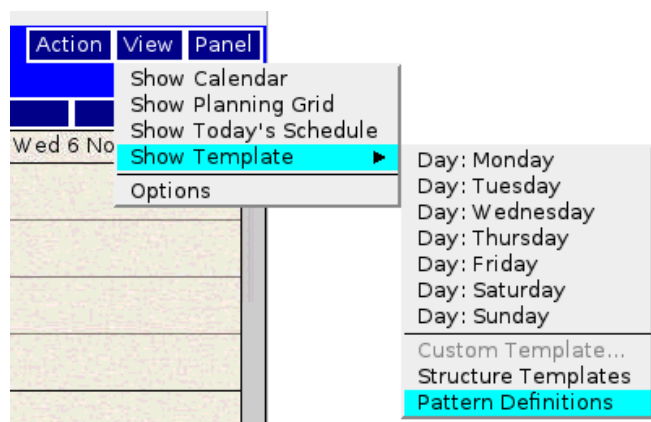 Action View Panel
Show Calendar
Show Planning Grid
Show Today's Schedule
Wed 6 No
Show Template
Options
Day: Monday
Day: Tuesday
Day: Wednesday
Day: Thursday
Day: Friday
Day: Saturday
Day: Sunday
Custom Template...
Structure Templates
Pattern Definitions